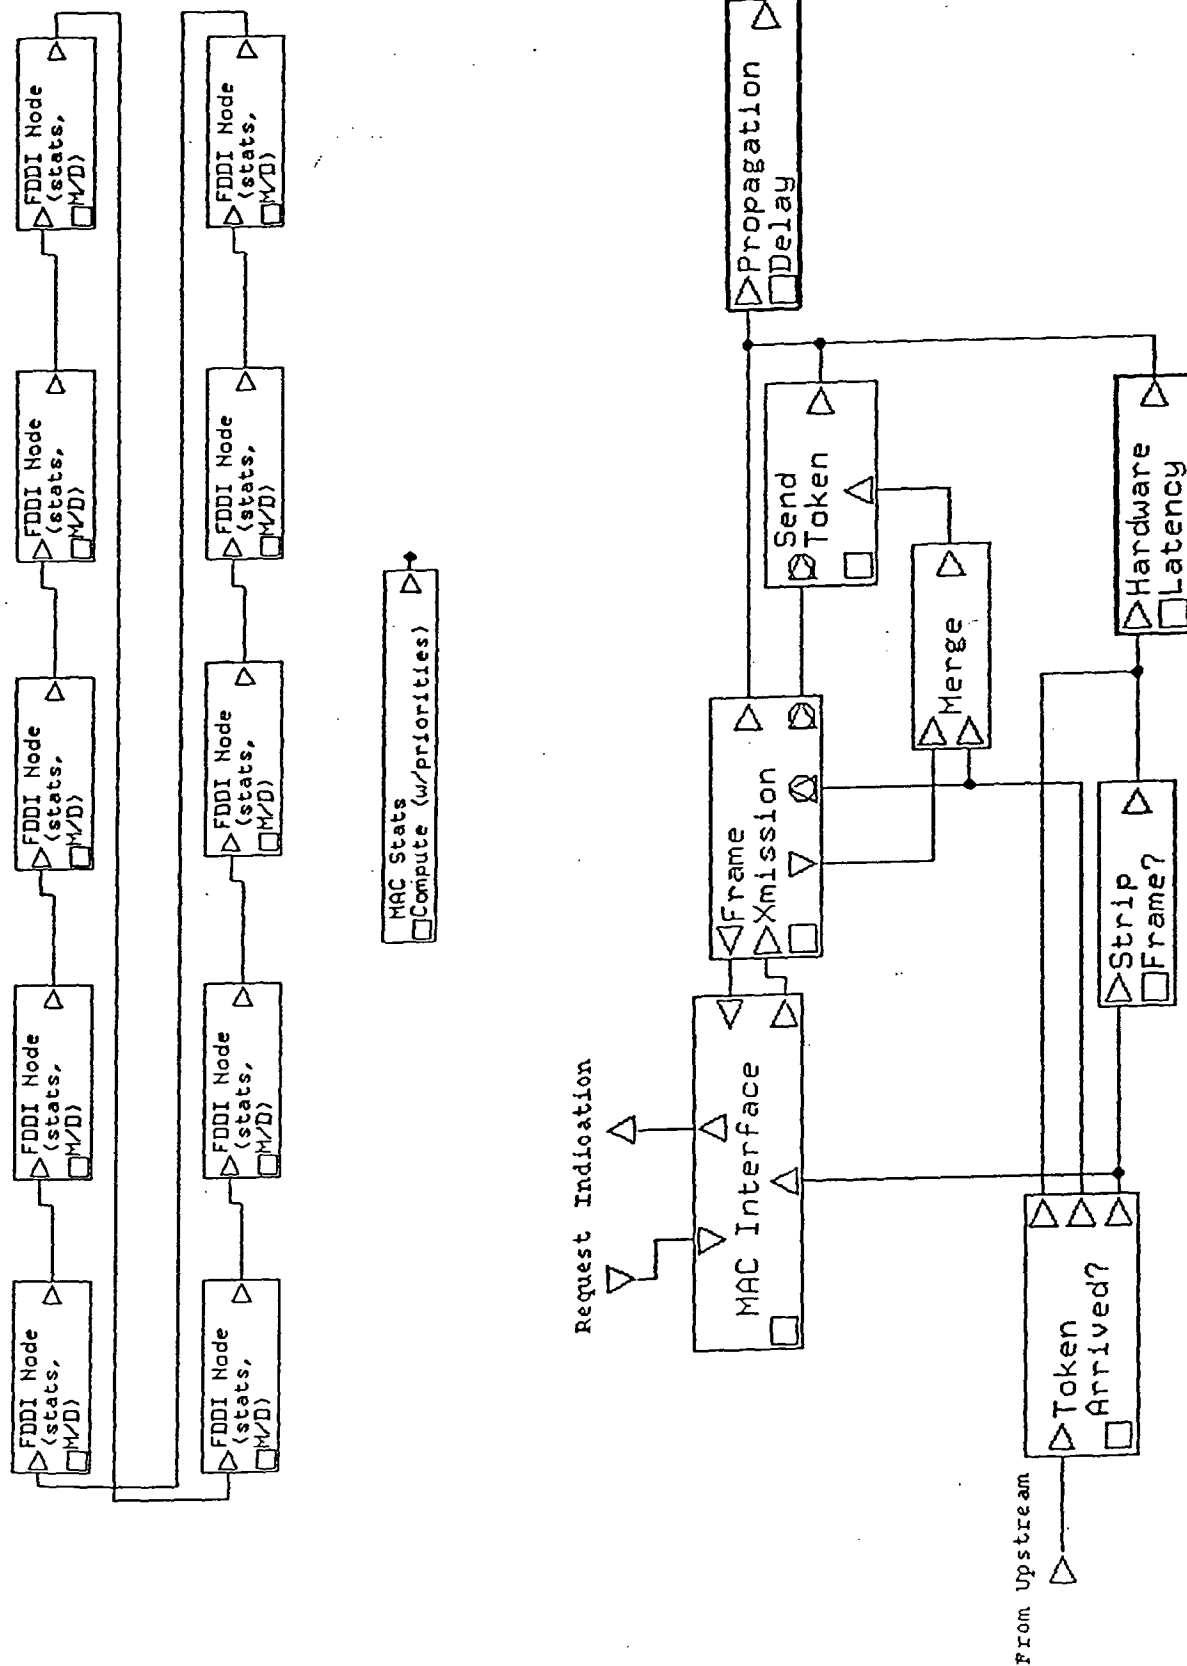 FDDI Node
(stats,
M/D)
FDDI Node
(stats,
M/D)
FDDI Node
(stats,
M/D)
FDDI Node
(stats,
M/D)
FDDI Node
(stats,
M/D)
FDDI Node
(stats,
M/D)
FDDI Node
(stats,
M/D)
FDDI Node
(stats,
M/D)
FDDI Node
(stats,
M/D)
FDDI Node
(stats,
M/D)
MAC Stats
Compute (w/priorities)
Request Indication
MAC Interface
Frame
Xmission
Propagation
Delay
Send
Token
Merge
From Upstream
Token
Arrived?
Strip
Frame?
Hardware
Latency